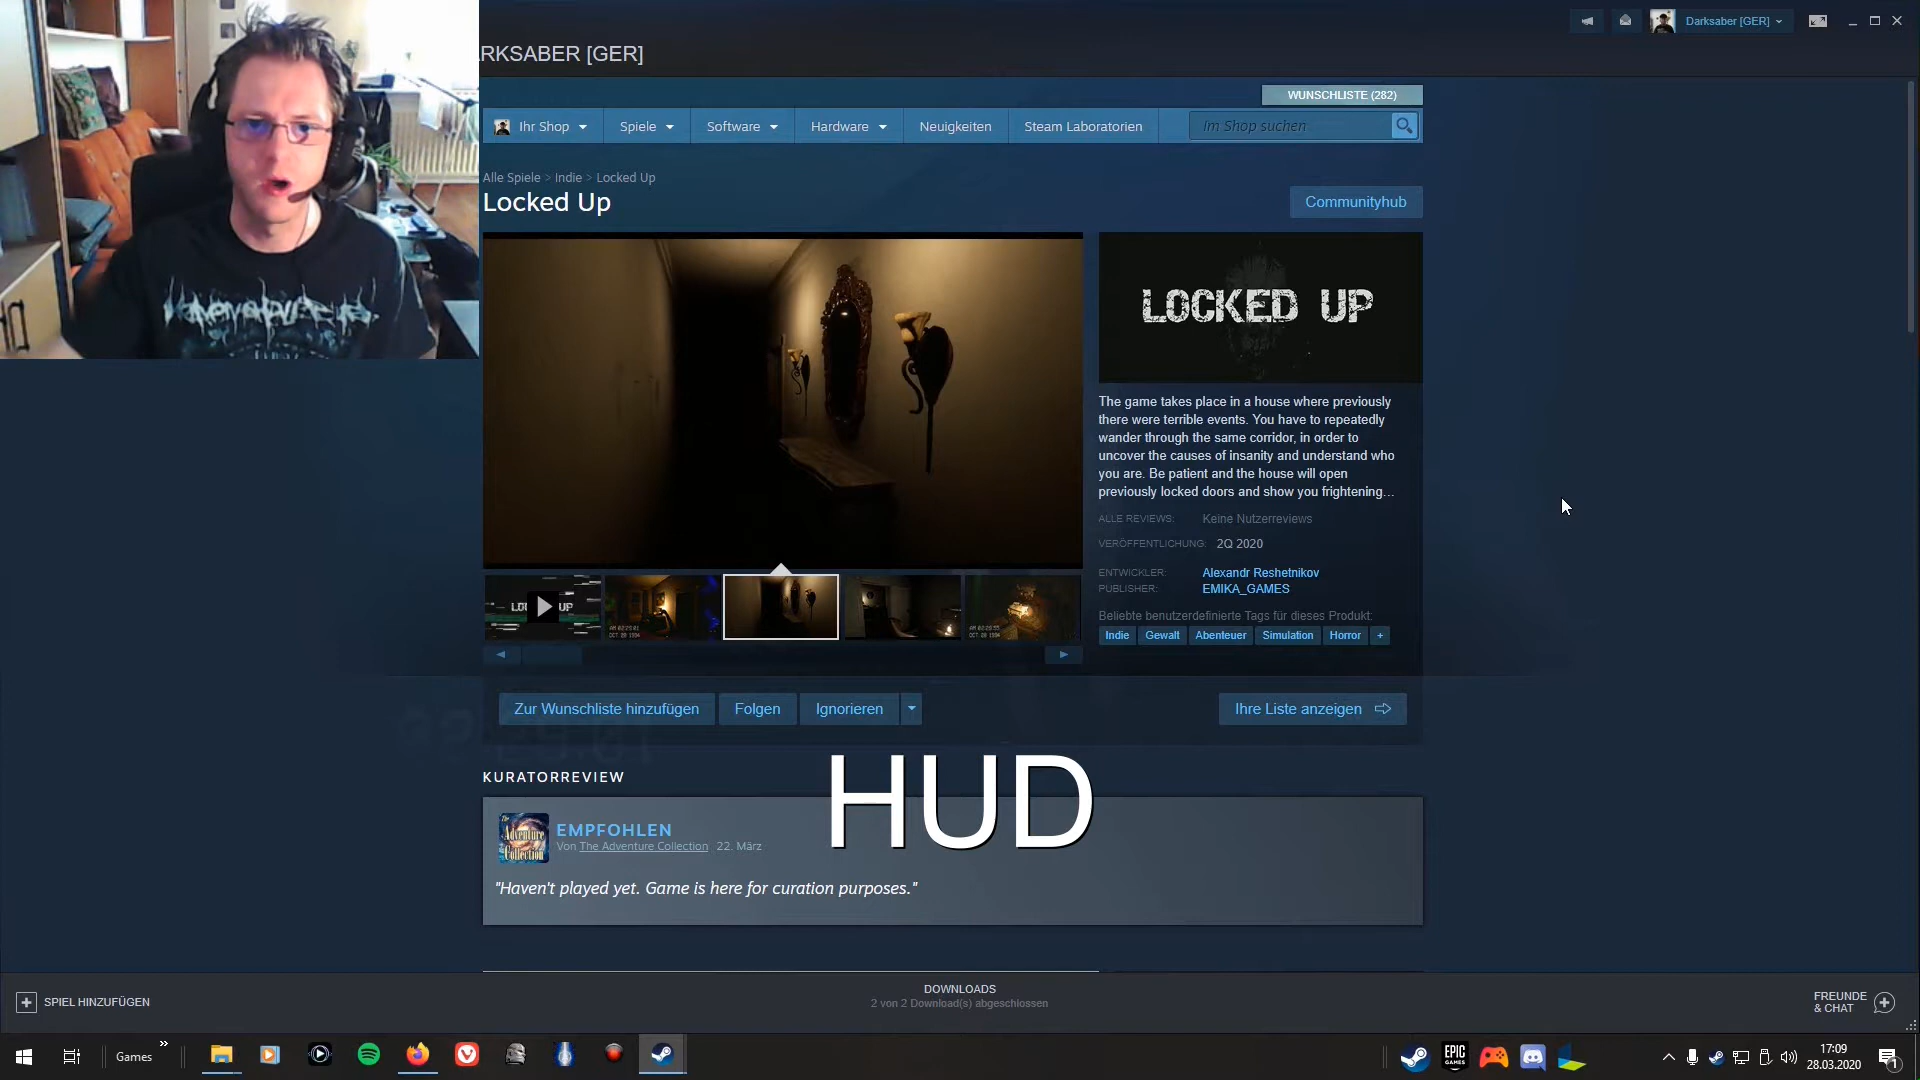 RKSABER [GER]
Darksaber [GER]
WUNSCHLISTE (282)
Ihr Shop
Spiele
Software
Hardware
Neuigkeiten
Steam Laboratorien
Im Shop suchen
Alle Spiele > Indie > Locked Up
Locked Up
Communityhub
LOCKED UP
The game takes place in a house where previously
there were terrible events. You have to repeatedly
wander through the same corridor, in order to
uncover the causes of insanity and understand who
you are. Be patient and the house will open
previously locked doors and show you frightening...
ALLE REVIEWS: Keine Nutzerreviews
VERÖFFENTLICHUNG: 2Q 2020
ENTWICKLER: Alexandr Reshetnikov
PUBLISHER: EMIKA_GAMES
Beliebte benutzerdefinierte Tags für dieses Produkt:
Indie
Gewalt
Abenteuer
Simulation
Horror
+
Zur Wunschliste hinzufügen
Folgen
Ignorieren
Ihre Liste anzeigen
HUD
KURATORREVIEW
The Adventure Collection
EMPFOHLEN
Von The Adventure Collection 22. März
"Haven't played yet. Game is here for curation purposes."
SPIEL HINZUFÜGEN
DOWNLOADS
2 von 2 Download(s) abgeschlossen
FREUNDE
& CHAT
Games
EPIC
GAMES
17:09
28.03.2020
1